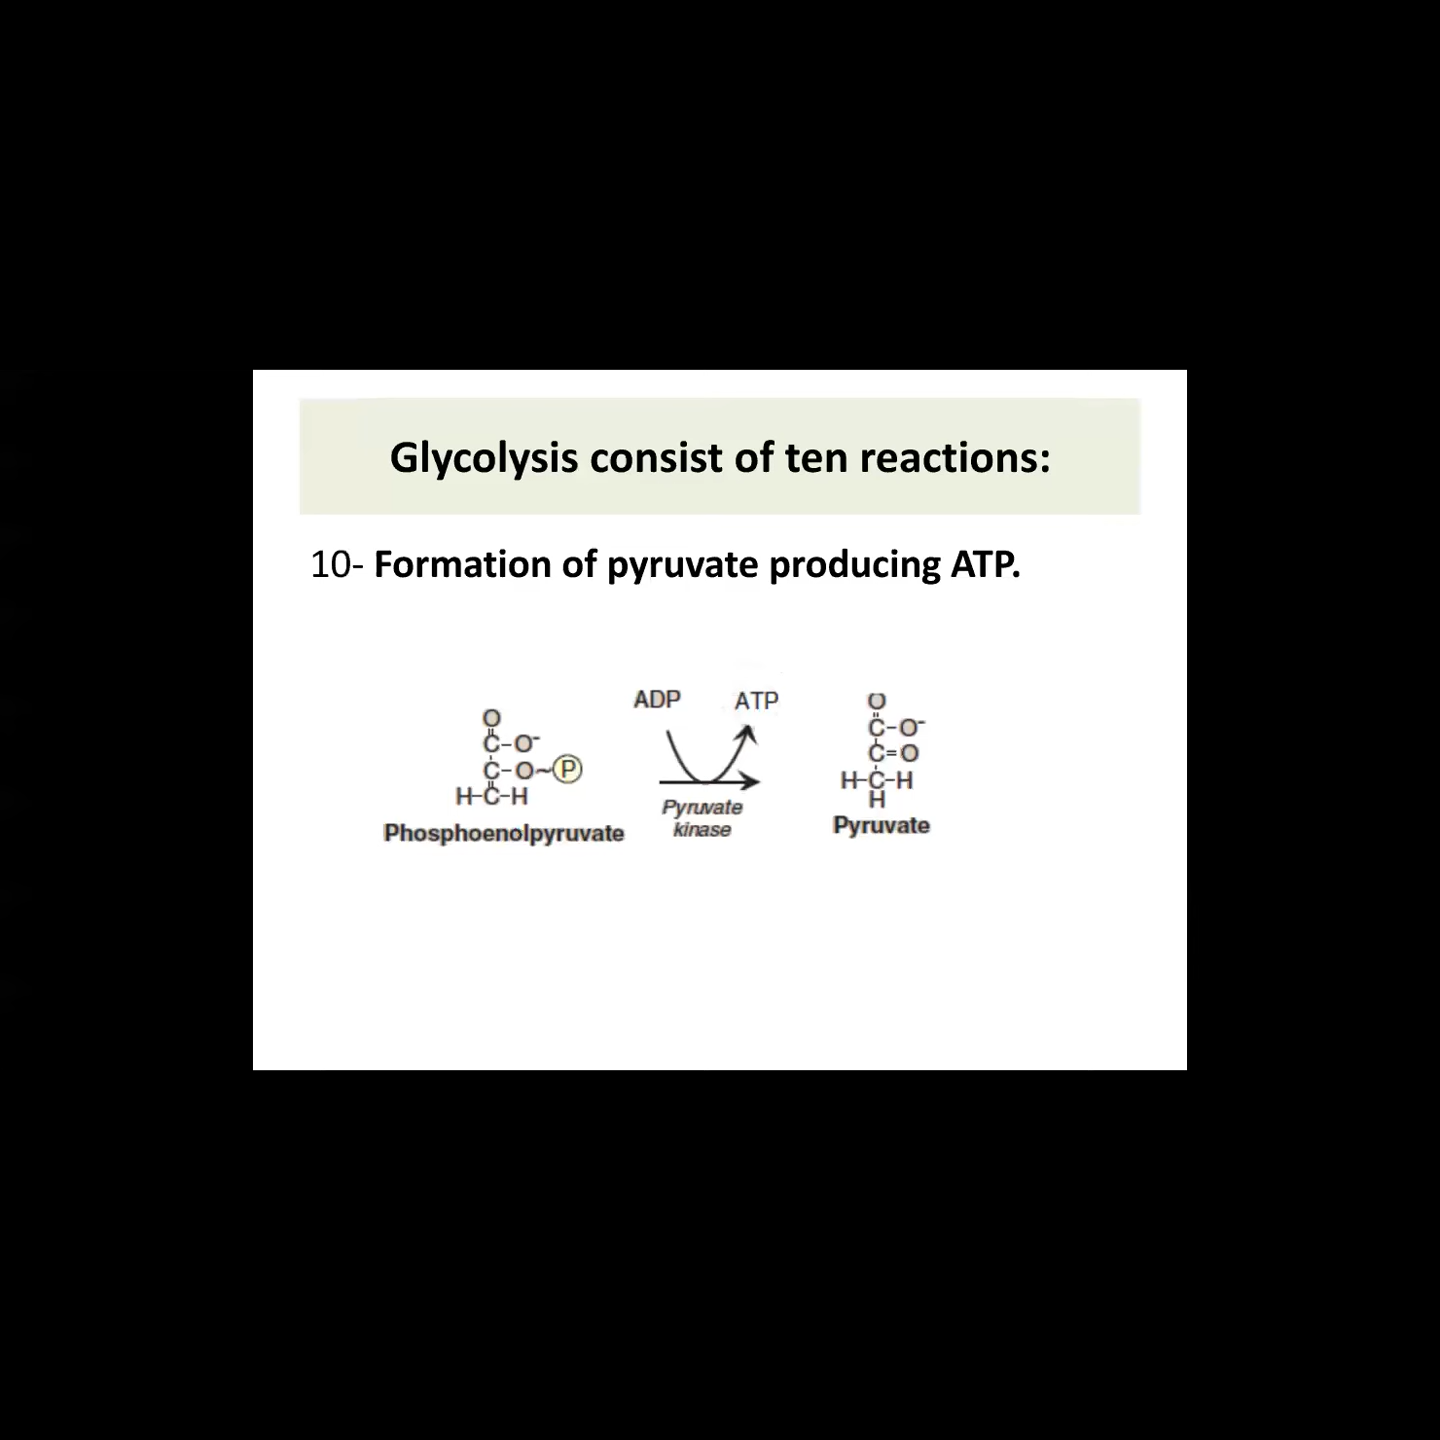 Glycolysis consist of ten reactions:
10- Formation of pyruvate producing ATP.
ADP ATP
O
C-O-
C-O~P
H-C-H
Phosphoenolpyruvate
Pyruvate
kinase
O
C-O-
C=O
H-C-H
H
Pyruvate